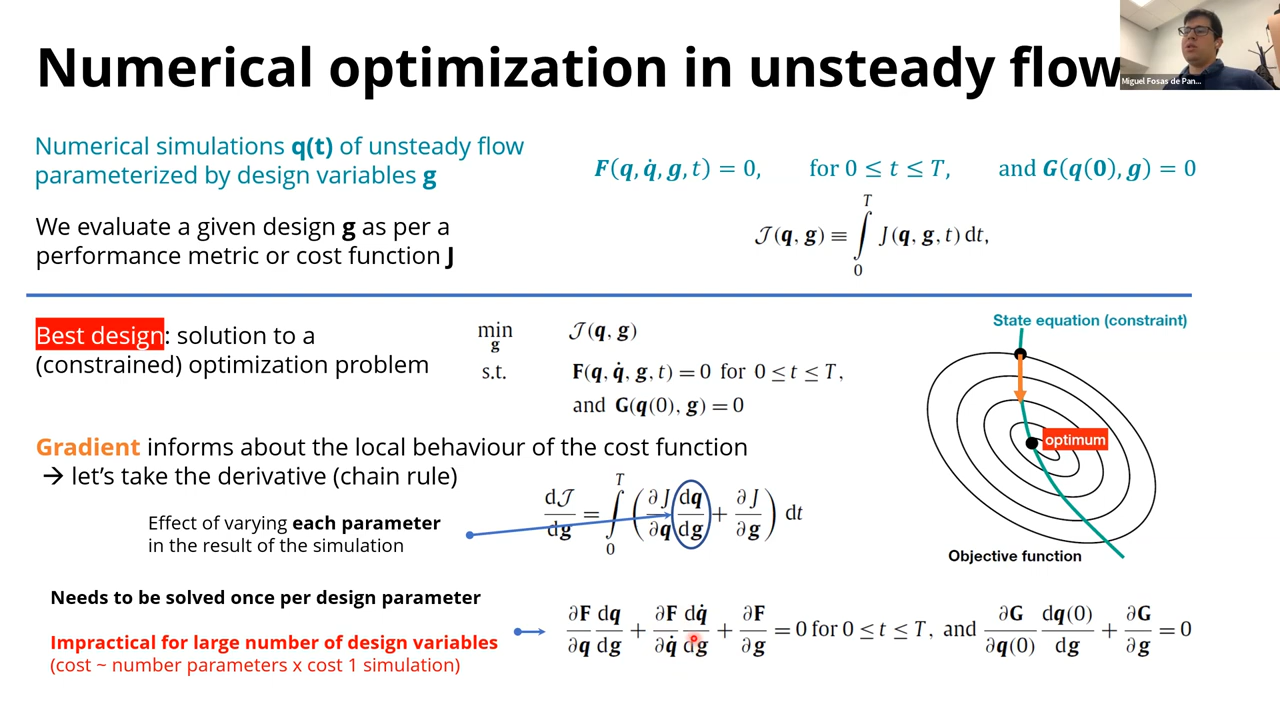 Numerical optimization in unsteady flow
Miguel Fosas de Pan...
Numerical simulations q(t) of unsteady flow
parameterized by design variables g
F(q, q̇, g, t) = 0, for 0 ≤ t ≤ T, and G(q(0), g) = 0
We evaluate a given design g as per a
performance metric or cost function J
𝒥(q, g) ≡ ∫₀ᵀ J(q, g, t) dt,
Best design: solution to a
(constrained) optimization problem
min g 𝒥(q, g)
s.t. F(q, q̇, g, t) = 0 for 0 ≤ t ≤ T,
and G(q(0), g) = 0
State equation (constraint)
optimum
Objective function
Gradient informs about the local behaviour of the cost function
→ let's take the derivative (chain rule)
d𝒥/dg = ∫₀ᵀ (∂J/∂q dq/dg + ∂J/∂g) dt
Effect of varying each parameter
in the result of the simulation
Needs to be solved once per design parameter
Impractical for large number of design variables
(cost ~ number parameters x cost 1 simulation)
∂F/∂q dq/dg + ∂F/∂q̇ dq̇/dg + ∂F/∂g = 0 for 0 ≤ t ≤ T, and ∂G/∂q(0) dq(0)/dg + ∂G/∂g = 0